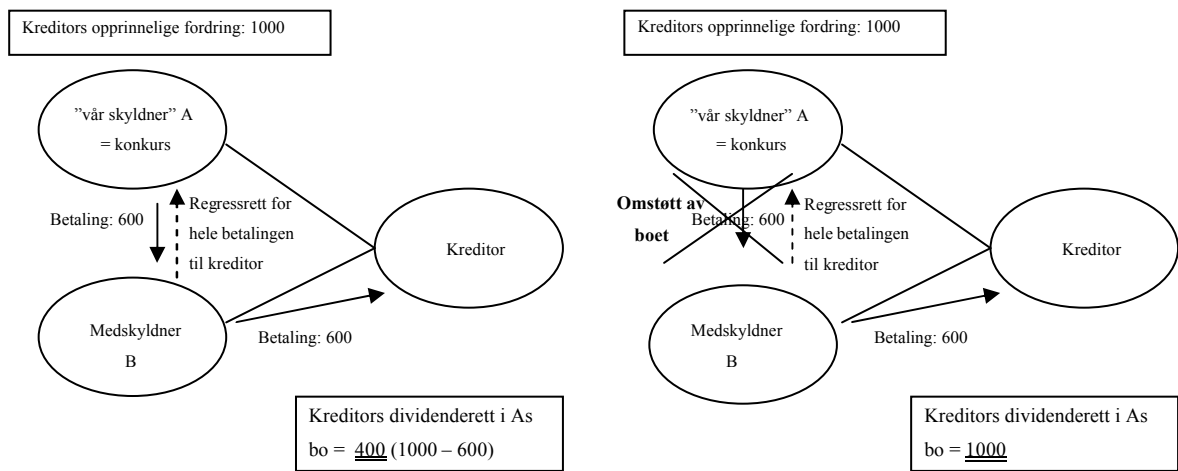 Kreditors opprinnelige fordring: 1000
”vår skyldner” A
= konkurs
Betaling: 600
Regressrett for
hele betalingen
til kreditor
Kreditor
Medskyldner
B
Betaling: 600
Kreditors dividenderett i As
bo = 400 (1000 – 600)
Kreditors opprinnelige fordring: 1000
”vår skyldner” A
= konkurs
Omstøtt av
boet
Betaling: 600
Regressrett for
hele betalingen
til kreditor
Kreditor
Medskyldner
B
Betaling: 600
Kreditors dividenderett i As
bo = 1000